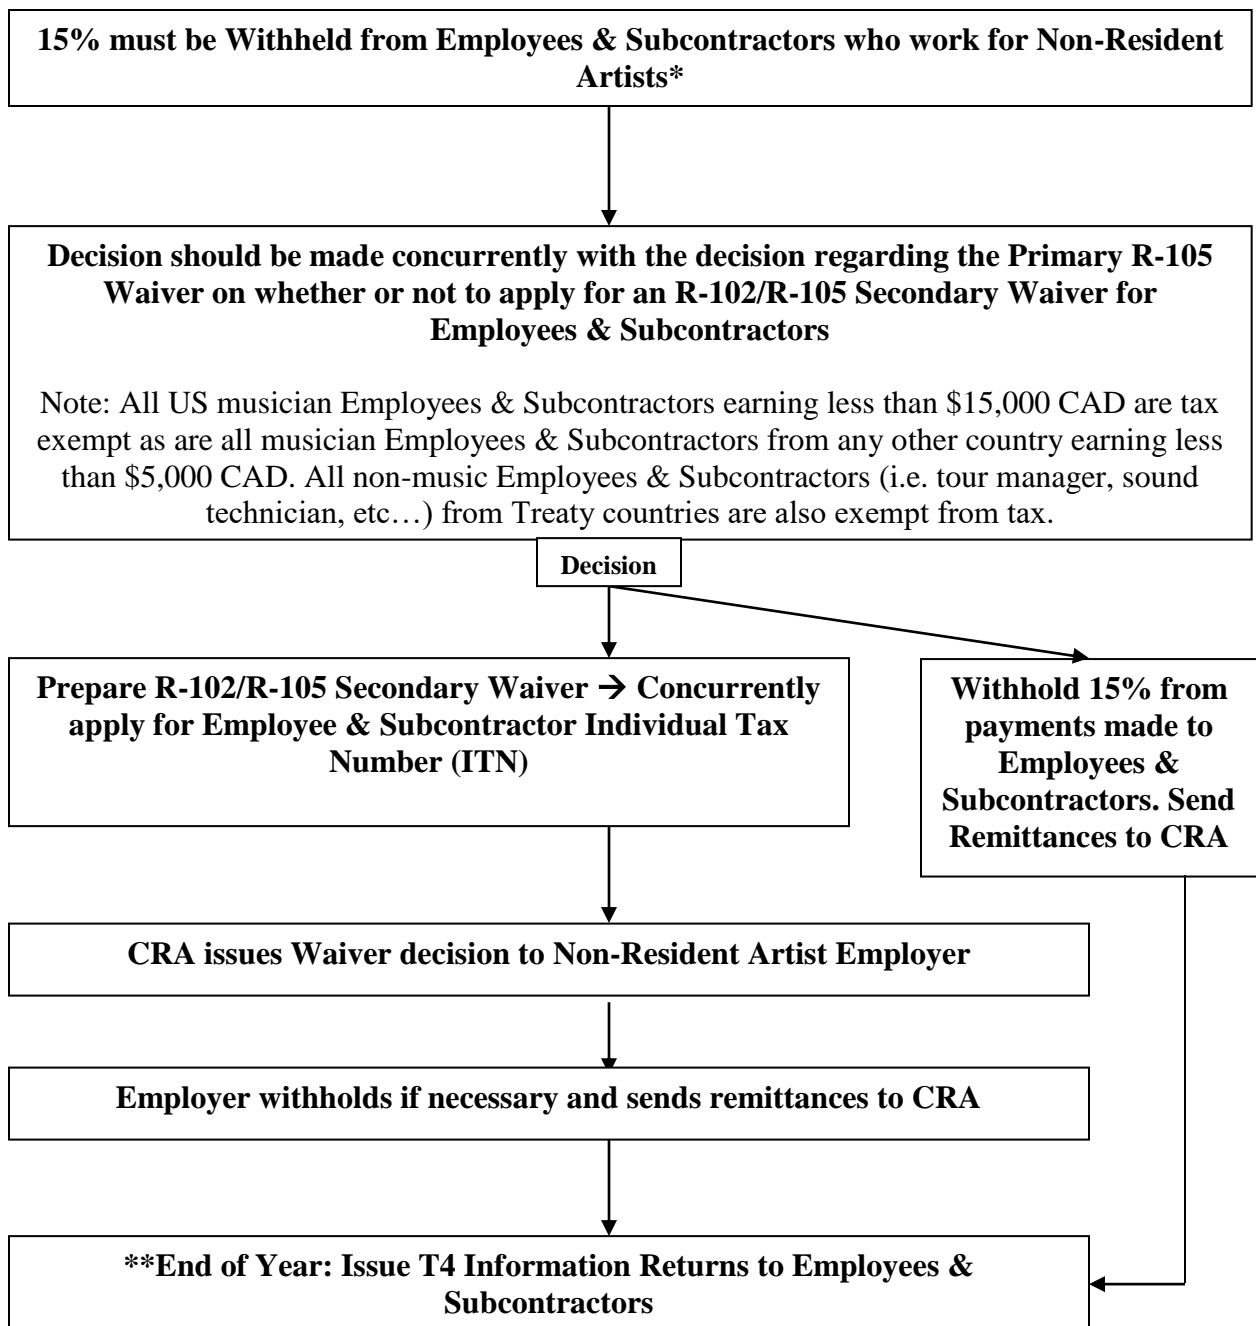 15% must be Withheld from Employees & Subcontractors who work for Non-Resident
Artists*
Decision should be made concurrently with the decision regarding the Primary R-105
Waiver on whether or not to apply for an R-102/R-105 Secondary Waiver for
Employees & Subcontractors
Note: All US musician Employees & Subcontractors earning less than $15,000 CAD are tax
exempt as are all musician Employees & Subcontractors from any other country earning less
than $5,000 CAD. All non-music Employees & Subcontractors (i.e. tour manager, sound
technician, etc…) from Treaty countries are also exempt from tax.
Decision
Prepare R-102/R-105 Secondary Waiver → Concurrently
apply for Employee & Subcontractor Individual Tax
Number (ITN)
Withhold 15% from
payments made to
Employees &
Subcontractors. Send
Remittances to CRA
CRA issues Waiver decision to Non-Resident Artist Employer
Employer withholds if necessary and sends remittances to CRA
**End of Year: Issue T4 Information Returns to Employees &
Subcontractors